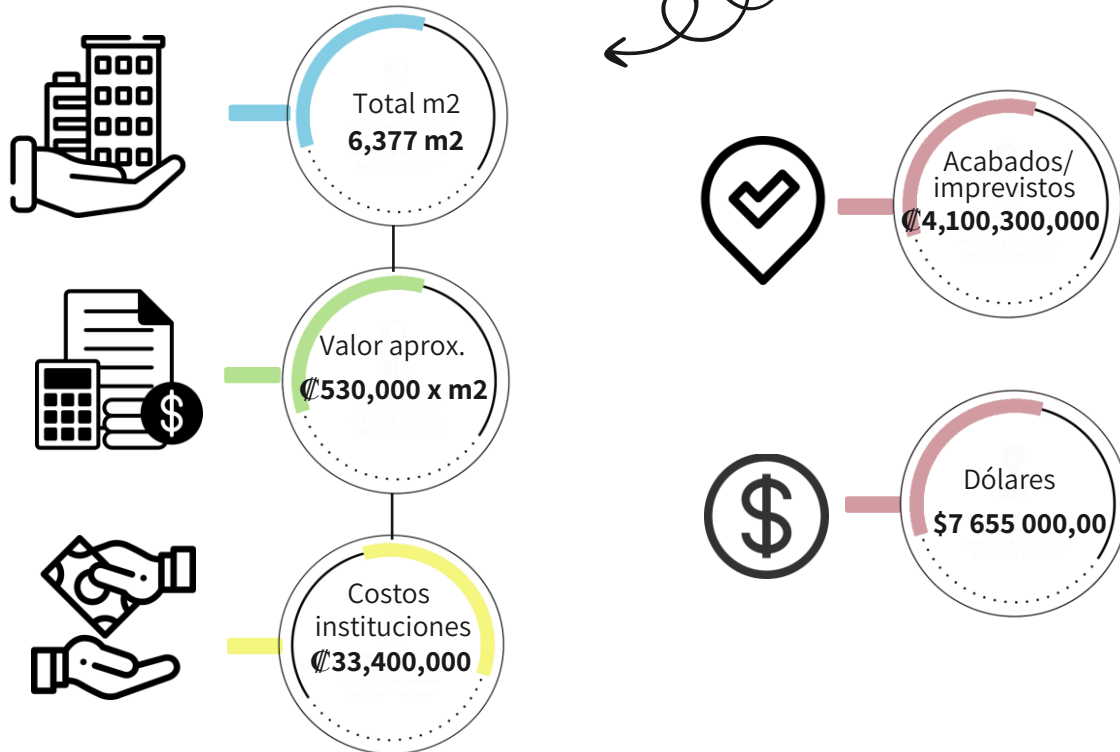 Total m2
6,377 m2
Valor aprox.
₡530,000 x m2
Costos
instituciones
₡33,400,000
Acabados/
imprevistos
₡4,100,300,000
Dólares
$7 655 000,00